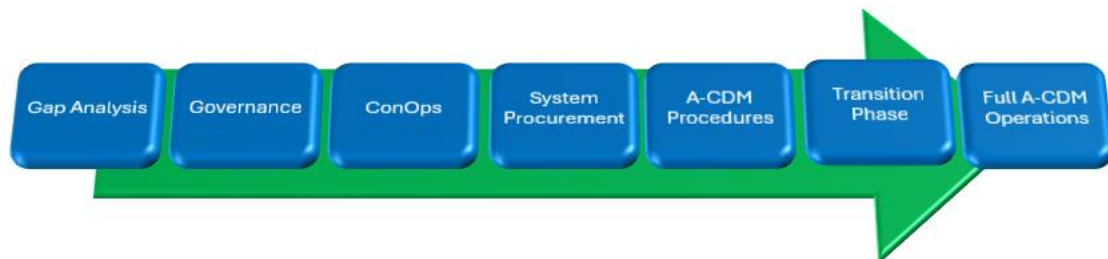 Gap Analysis
Governance
ConOps
System
Procurement
A-CDM
Procedures
Transition
Phase
Full A-CDM
Operations